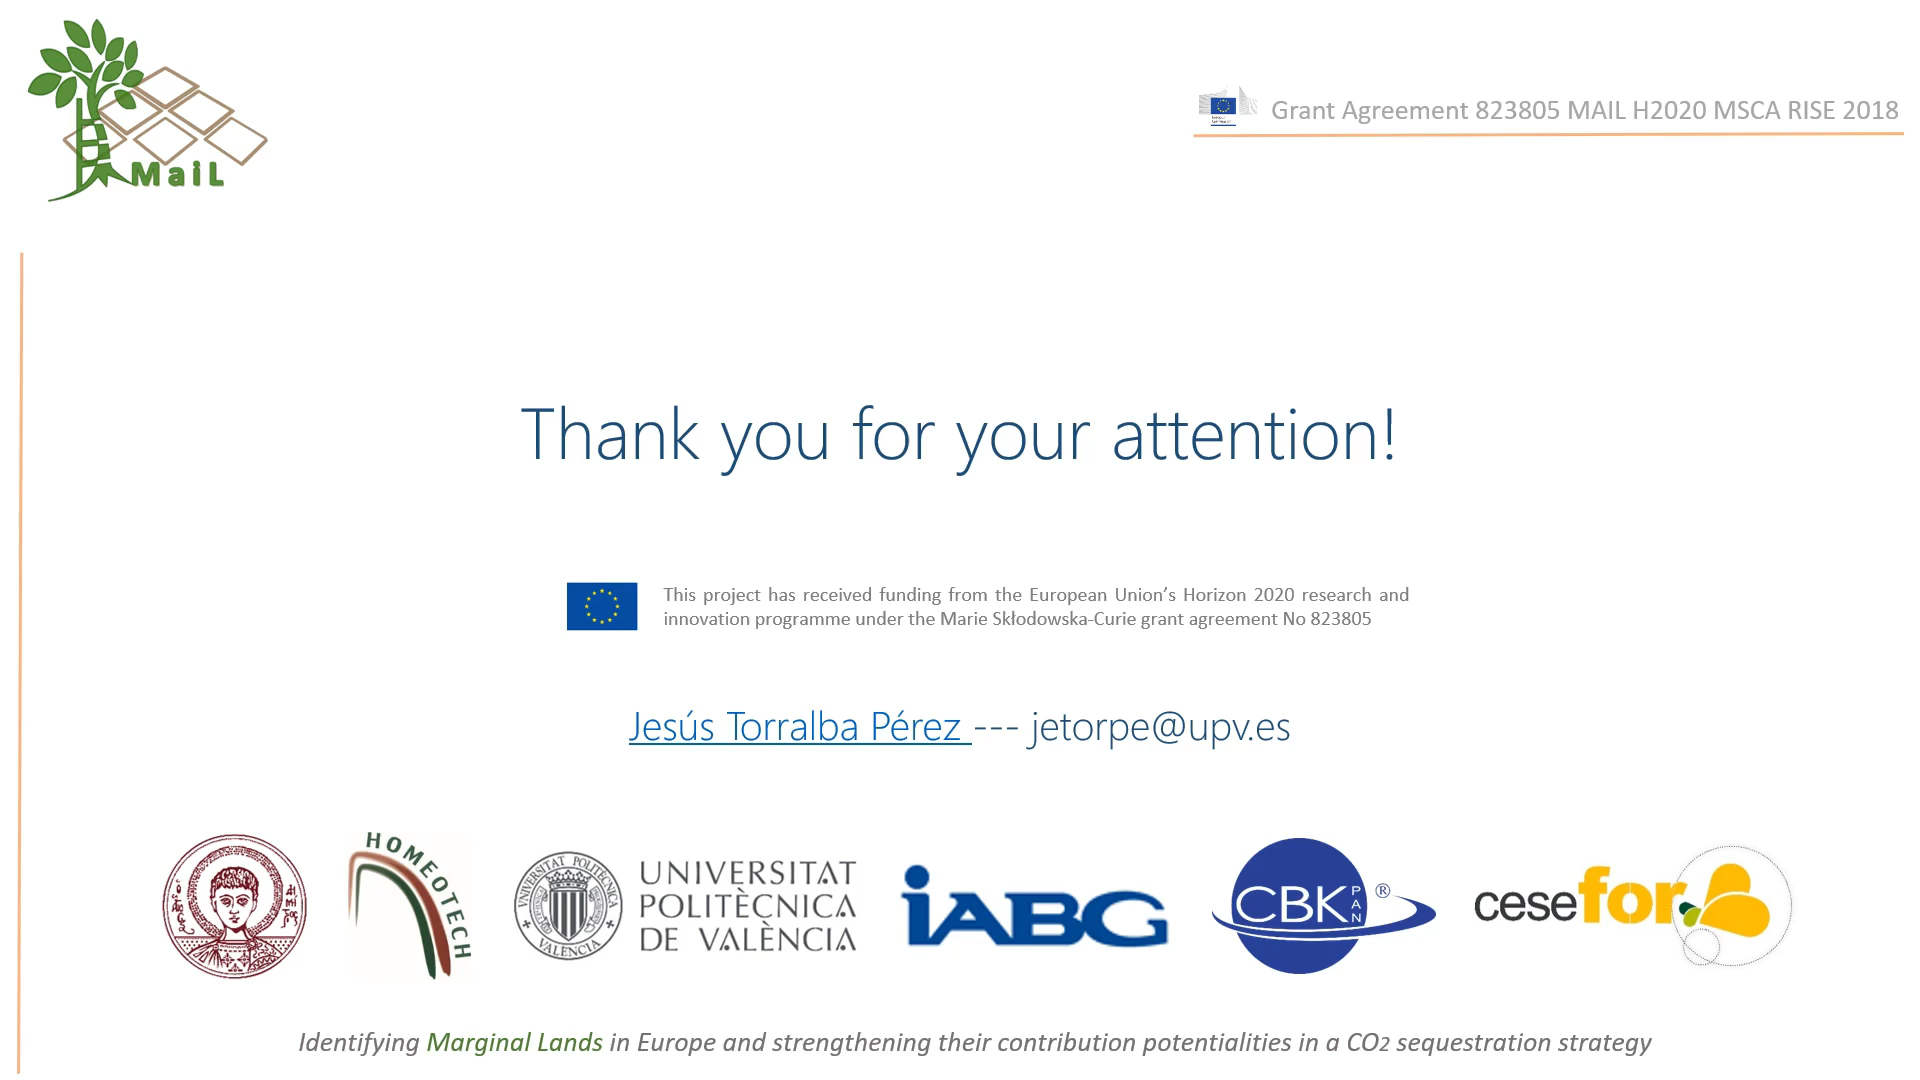 MaiL
Grant Agreement 823805 MAIL H2020 MSCA RISE 2018
Thank you for your attention!
This project has received funding from the European Union’s Horizon 2020 research and
innovation programme under the Marie Skłodowska-Curie grant agreement No 823805
Jesús Torralba Pérez --- jetorpe@upv.es
HOMEOTECH
UNIVERSITAT POLITÈCNICA
VALÈNCIA
UNIVERSITAT
POLITÈCNICA
DE VALÈNCIA
iABG
CBK PAN ®
cesefor
Identifying Marginal Lands in Europe and strengthening their contribution potentialities in a CO2 sequestration strategy